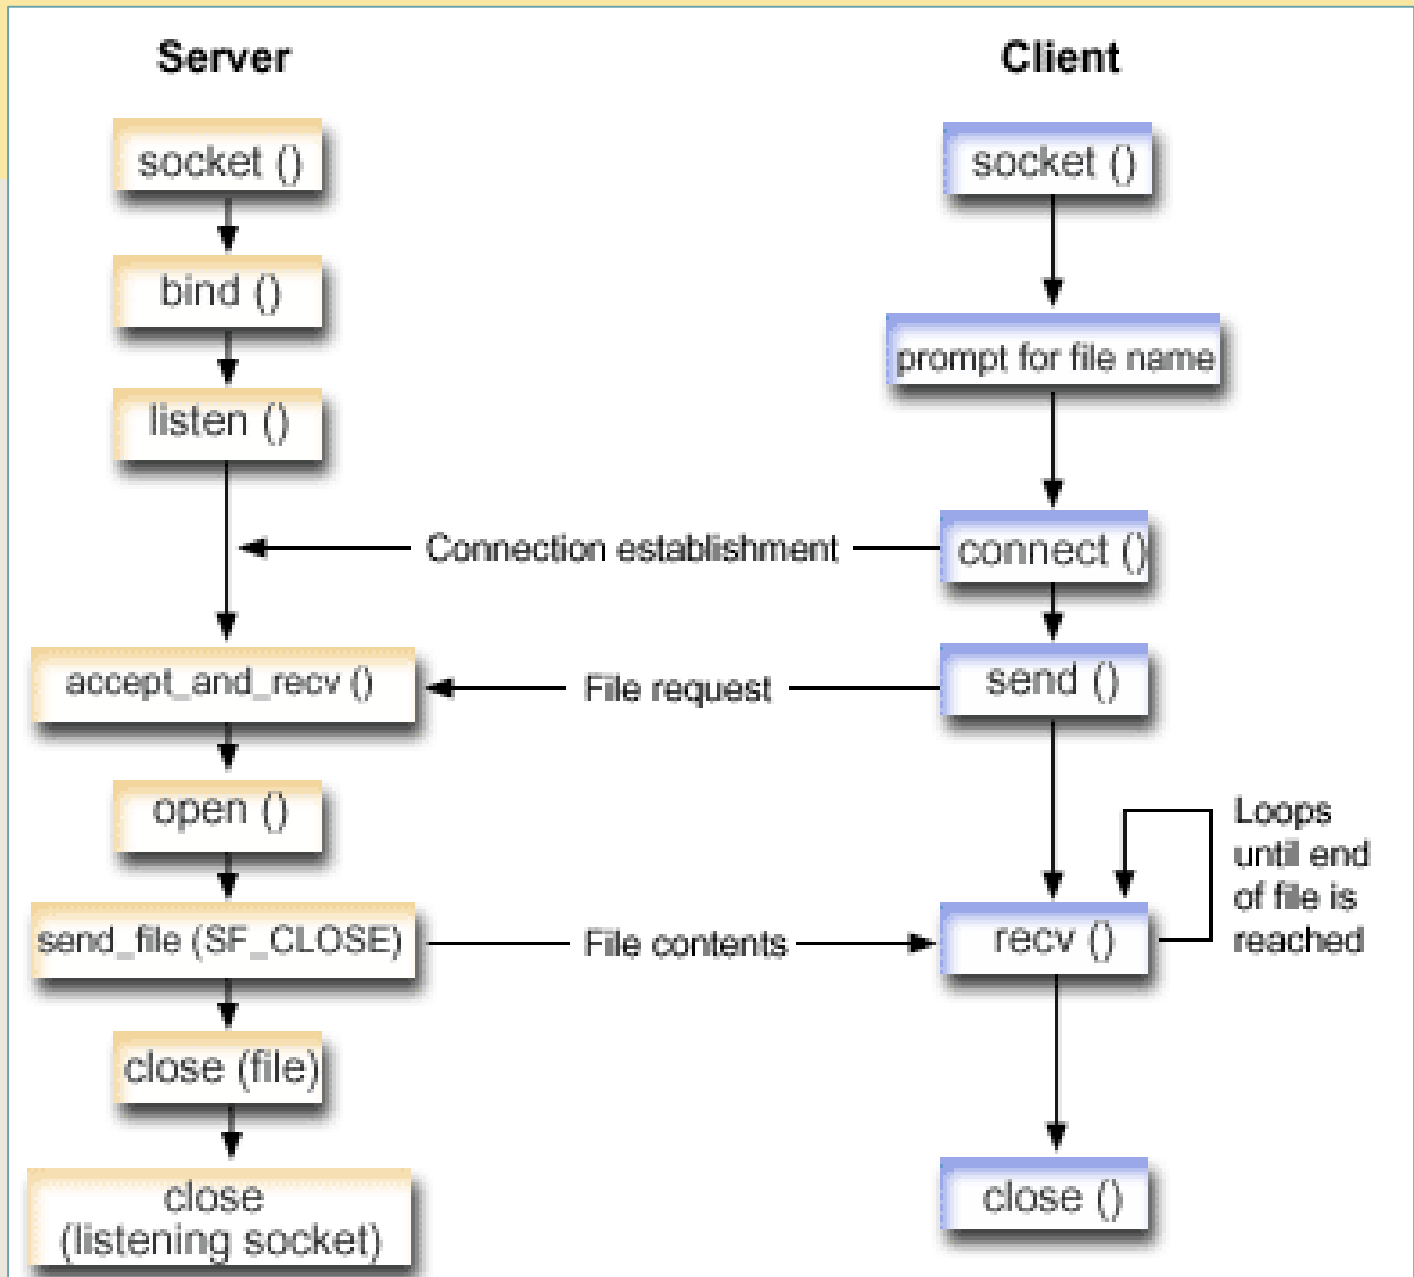 Server
Client
socket ()
bind ()
listen ()
accept_and_recv ()
open ()
send_file (SF_CLOSE)
close (file)
close
(listening socket)
Connection establishment
File request
File contents
socket ()
prompt for file name
connect ()
send ()
recv ()
Loops
until end
of file is
reached
close ()